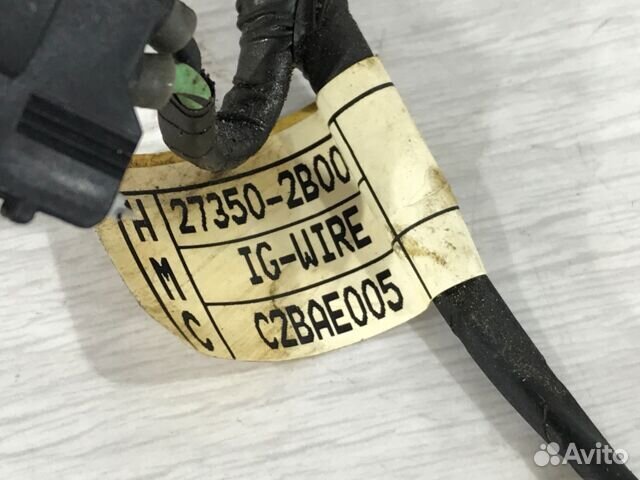 HMC
27350-2B00
IG-WIRE
C2BAE005
Avito